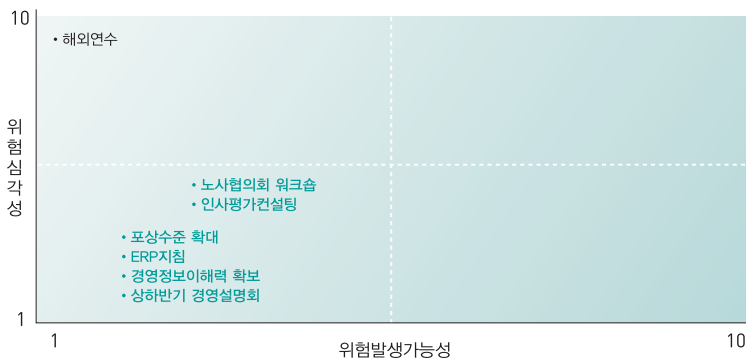 10
• 해외연수
위험심각성
• 노사협의회 워크숍
• 인사평가컨설팅
• 포상수준 확대
• ERP지침
• 경영정보이해력 확보
• 상하반기 경영설명회
1
1
위험발생가능성
10